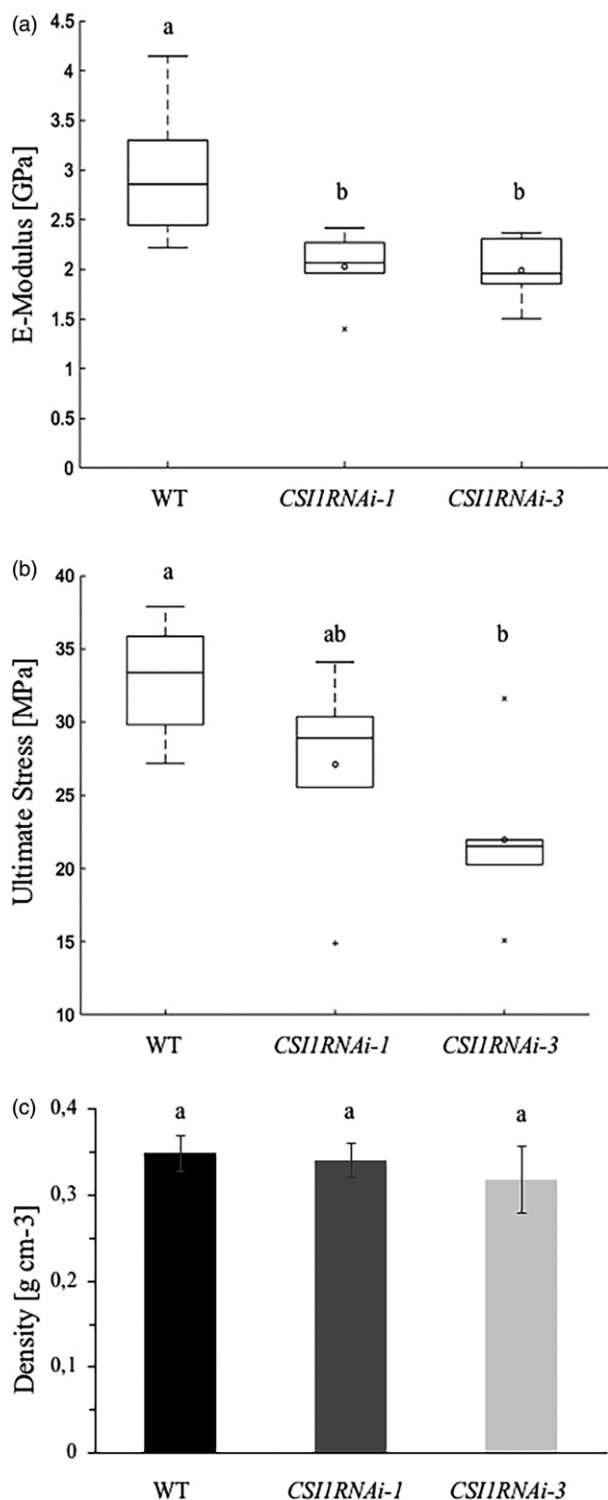 (a)
a
4.5
4
3.5
3
2.5
2
1.5
1
0.5
0
E-Modulus [GPa]
b
b
WT
CSI1RNAi-1
CSI1RNAi-3
(b)
a
40
35
30
25
20
15
10
Ultimate Stress [MPa]
ab
b
WT
CSI1RNAi-1
CSI1RNAi-3
(c)
0,4
0,3
0,2
0,1
0
Density [g cm-3]
a
a
a
WT
CSI1RNAi-1
CSI1RNAi-3